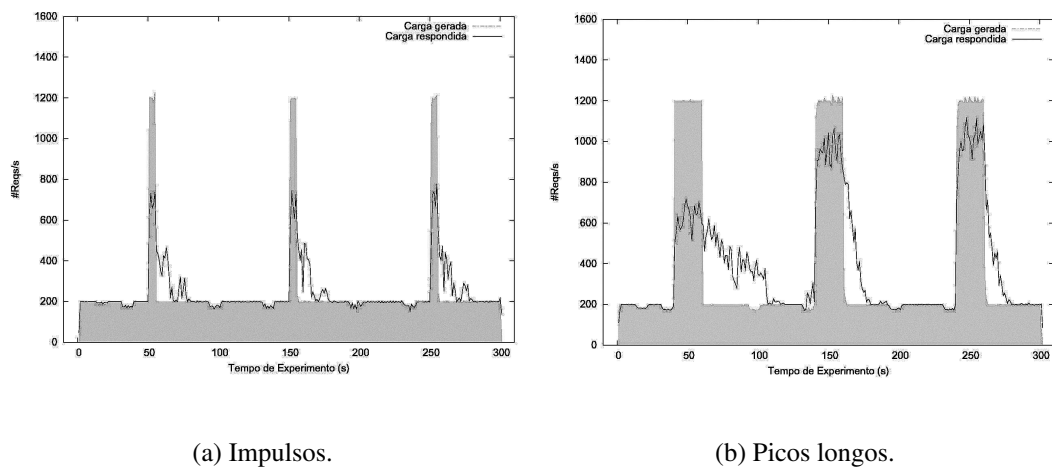 1600
1400
1200
1000
800
600
400
200
0
#Reqs/s
0 50 100 150 200 250 300
Tempo de Experimento (s)
Carga gerada
Carga respondida
(a) Impulsos.
1600
1400
1200
1000
800
600
400
200
0
#Reqs/s
0 50 100 150 200 250 300
Tempo de Experimento (s)
Carga gerada
Carga respondida
(b) Picos longos.